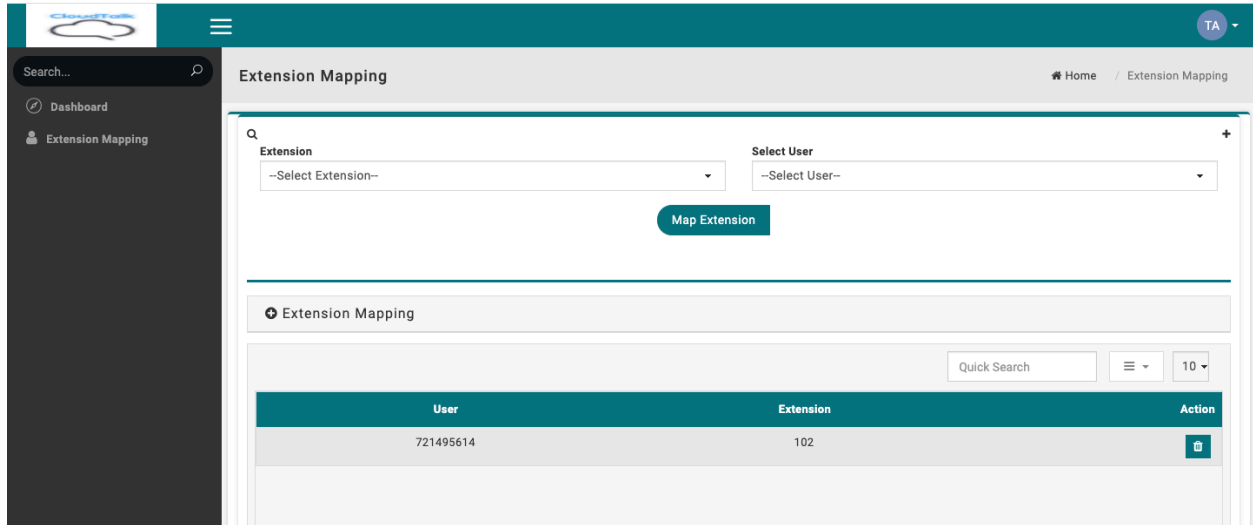 CloudTalk
TA
Search...
Extension Mapping
Home / Extension Mapping
Dashboard
Extension Mapping
Extension
Select User
--Select Extension--
--Select User--
Map Extension
Extension Mapping
Quick Search
10
User Extension Action
721495614 102